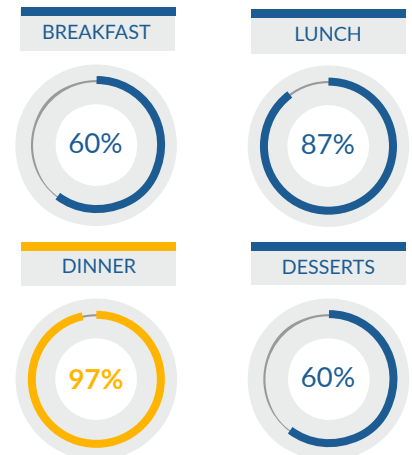 BREAKFAST
60%
LUNCH
87%
DINNER
97%
DESSERTS
60%